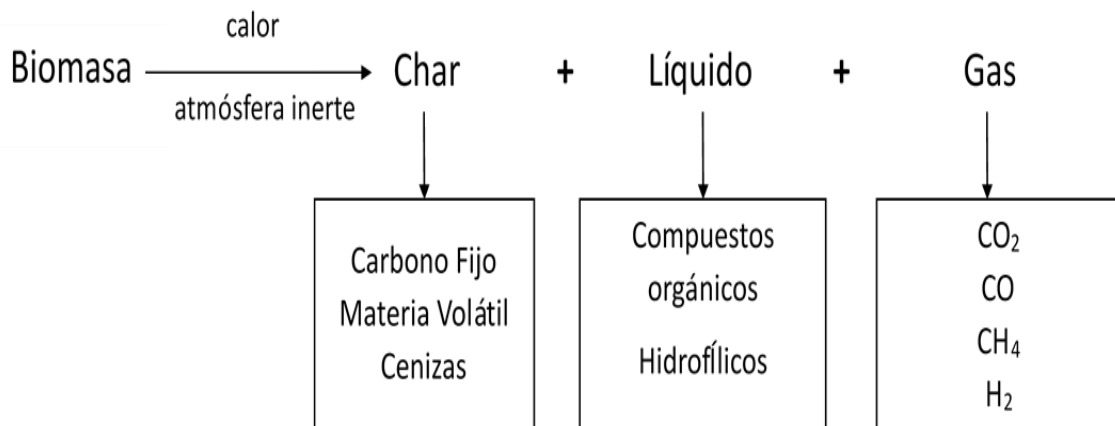 calor
Biomasa Char + Líquido + Gas
atmósfera inerte
Carbono Fijo
Materia Volátil
Cenizas
Compuestos
orgánicos
Hidrofílicos
CO₂
CO
CH₄
H₂